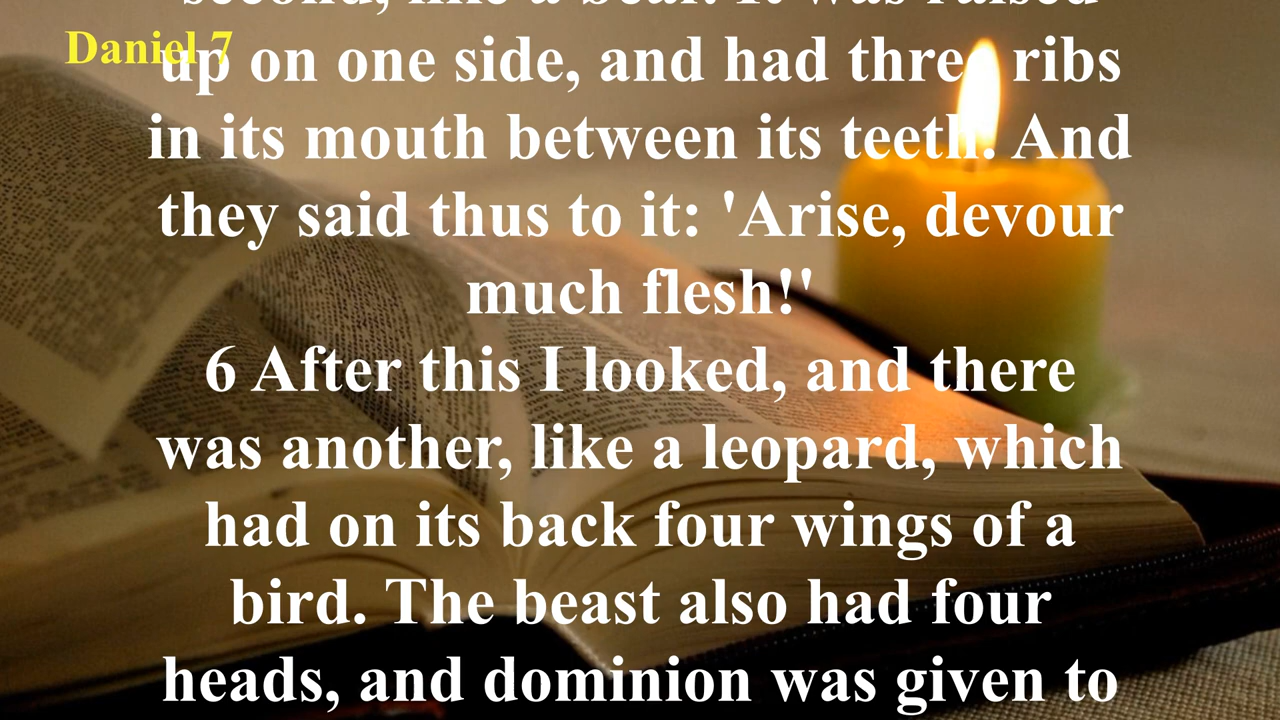 Daniel 7
second, like a bear. It was raised
up on one side, and had three ribs
in its mouth between its teeth. And
they said thus to it: 'Arise, devour
much flesh!'
6 After this I looked, and there
was another, like a leopard, which
had on its back four wings of a
bird. The beast also had four
heads, and dominion was given to